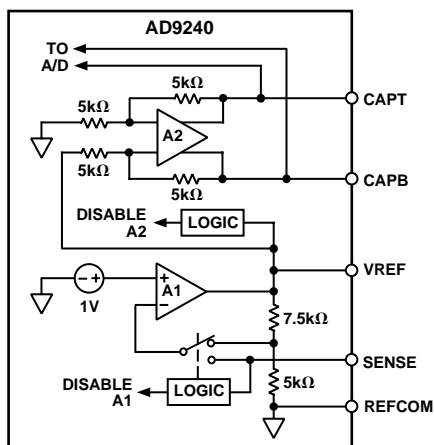 AD9240
TO
A/D
5kΩ
5kΩ
CAPT
A2
5kΩ
5kΩ
CAPB
DISABLE
A2
LOGIC
VREF
A1
1V
7.5kΩ
SENSE
DISABLE
A1
LOGIC
5kΩ
REFCOM